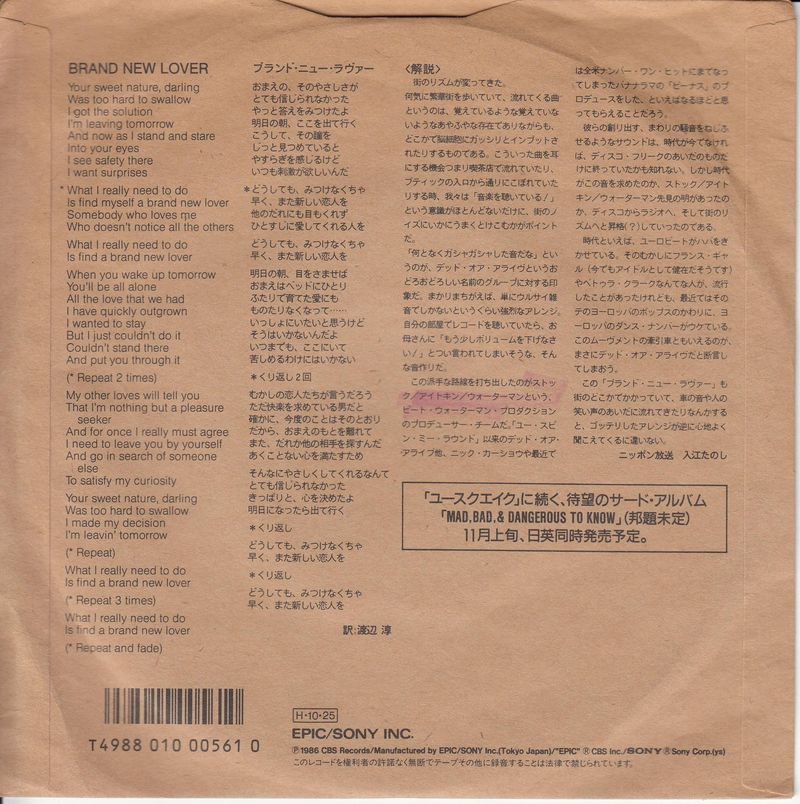 BRAND NEW LOVER
Your sweet nature, darling
Was too hard to swallow
I got the solution
I'm leaving tomorrow
And now as I stand and stare
Into your eyes
I see safety there
I want surprises
* What I really need to do
Is find myself a brand new lover
Somebody who loves me
Who doesn't notice all the others
What I really need to do
Is find a brand new lover
When you wake up tomorrow
You'll be all alone
All the love that we had
I have quickly outgrown
I wanted to stay
But I just couldn't do it
Couldn't stand there
And put you through it
(* Repeat 2 times)
My other loves will tell you
That I'm nothing but a pleasure
seeker
And for once I really must agree
I need to leave you by yourself
And go in search of someone
else
To satisfy my curiosity
Your sweet nature, darling
Was too hard to swallow
I made my decision
I'm leavin' tomorrow
(* Repeat)
What I really need to do
Is find a brand new lover
(* Repeat 3 times)
What I really need to do
Is find a brand new lover
(* Repeat and fade)
ブランド・ニュー・ラヴァー
おまえの、そのやさしさが
とても信じられなかった
やっと答えをみつけたよ
明日の朝、ここを出て行く
こうして、その瞳を
じっと見つめていると
やすらぎを感じるけど
いつも刺激が欲しいんだ
*どうしても、みつけなくちゃ
早く、また新しい恋人を
他のだれにも目もくれず
ひとすじに愛してくれる人を
どうしても、みつけなくちゃ
早く、また新しい恋人を
明日の朝、目をさませば
おまえはベッドにひとり
ふたりで育てた愛にも
ものたりなくなって……
いっしょにいたいと思うけど
そうはいかないんだよ
いつまでも、ここにいて
苦しめるわけにはいかない
*くり返し2回
むかしの恋人たちが言うだろう
ただ快楽を求めている男だと
確かに、今度のことはそのとおり
だから、おまえのもとを離れて
また、だれか他の相手を探すんだ
あくことない心を満たすため
そんなにやさしくしてくれるなんて
とても信じられなかった
きっぱりと、心を決めたよ
明日になったら出て行く
*くり返し
どうしても、みつけなくちゃ
早く、また新しい恋人を
*くり返し
どうしても、みつけなくちゃ
早く、また新しい恋人を
訳:渡辺 淳
〈解説〉
街のリズムが変ってきた。
何気に繁華街を歩いていて、流れてくる曲
というのは、覚えているような覚えていな
いようなあやふやな存在でありながらも、
どこかで脳細胞にガッシリとインプットさ
れたりするものである。こういった曲を耳
にする機会つまり喫茶店で流れていたり、
ブティックの入口から通りにこぼれていた
りする時、我々は「音楽を聴いている!」
という意識がほとんどないだけに、街のノ
イズにいかにうまくとけこむかがポイント
だ。
「何となくガシャガシャした音だな」とい
うのが、デッド・オア・アライヴというお
どろおどろしい名前のグループに対する印
象だ。まかりまちがえば、単にウルサイ雑
音でしかないというくらい強烈なアレンジ。
自分の部屋でレコードを聴いていたら、お
母さんに「もう少しボリュームを下げなさ
い!」とつい言われてしまいそうな、そん
な音作りだ。
この派手な路線を打ち出したのがストッ
ク/アイトキン/ウォーターマンという、
ピート・ウォーターマン・プロダクション
のプロデューサー・チームだ。「ユー・スピ
ン・ミー・ラウンド」以来のデッド・オア・
アライブ他、ニック・カーショウや最近で
は全米ナンバー・ワン・ヒットにまでなっ
てしまったバナナラマの「ビーナス」のプ
ロデュースをした、といえばなるほどと思
ってもらえることだろう。
彼らの創り出す、まわりの騒音をねじふ
せるようなサウンドは、時代が今でなけれ
ば、ディスコ・フリークのあいだのものだ
けに終っていたかも知れない。しかし時代
がこの音を求めたのか、ストック/アイト
キン/ウォーターマン先見の明があったの
か、ディスコからラジオへ、そして街のリ
ズムへと昇格(?)していったのである。
時代といえば、ユーロビートがハバをき
かせている。そのむかしにフランス・ギャ
ル(今でもアイドルとして健在だそうです)
やペトゥラ・クラークなんて人が、流行
したことがあったけれども、最近ではその
テのヨーロッパのポップスのかわりに、ヨ
ーロッパのダンス・ナンバーがウケている。
このムーヴメントの牽引車ともいえるのが、
まさにデッド・オア・アライヴだと断言し
てしまおう。
この「ブランド・ニュー・ラヴァー」も
街のどこかでかかっていて、車の音や人の
笑い声のあいだに流れてきたりなんかする
と、ゴッテリしたアレンジが逆に心地よく
聞こえてくるに違いない。
ニッポン放送 入江たのし
「ユースクエイク」に続く、待望のサード・アルバム
「MAD, BAD, & DANGEROUS TO KNOW」(邦題未定)
11月上旬、日英同時発売予定。
T4988 010 00561 0
H・10・25
EPIC/SONY INC.
Ⓟ1986 CBS Records/Manufactured by EPIC/SONY Inc.(Tokyo Japan)/"EPIC" ® CBS Inc./SONY ® Sony Corp.(ys)
このレコードを権利者の許諾なく無断でテープその他に録音することは法律で禁じられています。